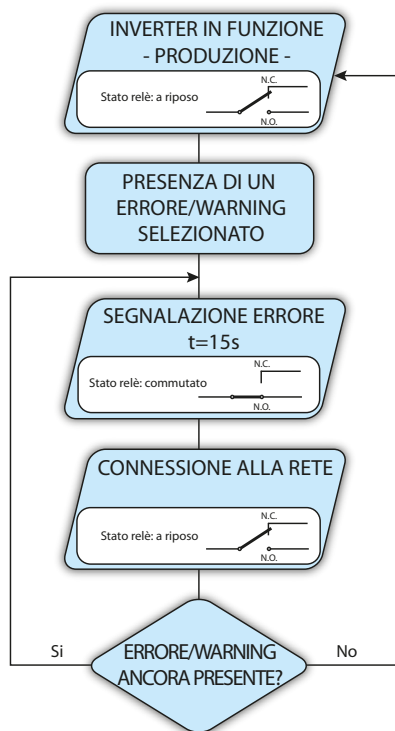 INVERTER IN FUNZIONE
- PRODUZIONE -
N.C.
Stato relè: a riposo
N.O.
PRESENZA DI UN
ERRORE/WARNING
SELEZIONATO
SEGNALAZIONE ERRORE
t=15s
N.C.
Stato relè: commutato
N.O.
CONNESSIONE ALLA RETE
N.C.
Stato relè: a riposo
N.O.
Si
ERRORE/WARNING
ANCORA PRESENTE?
No